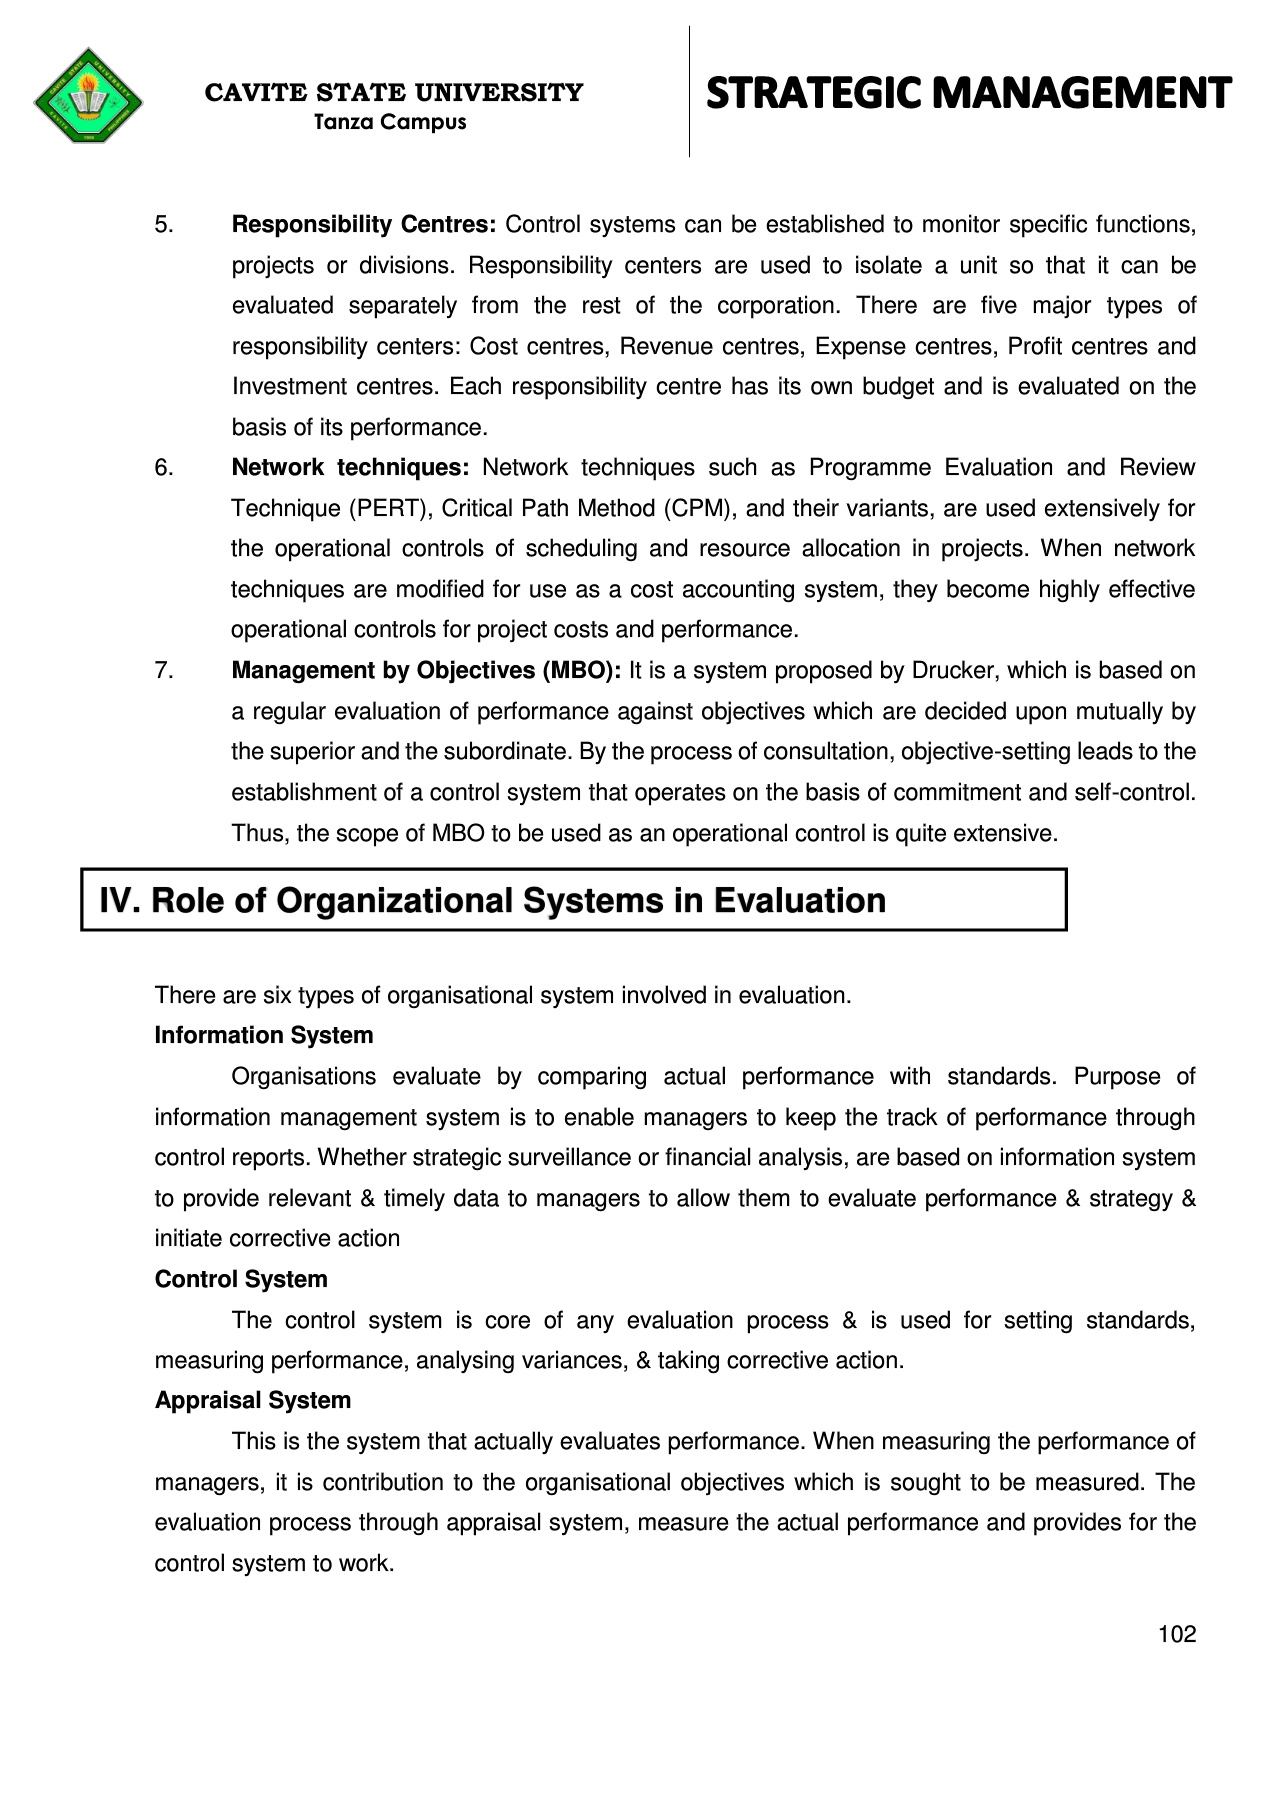 CAVITE STATE UNIVERSITY
Tanza Campus
STRATEGIC MANAGEMENT
5. Responsibility Centres: Control systems can be established to monitor specific functions,
projects or divisions. Responsibility centers are used to isolate a unit so that it can be
evaluated separately from the rest of the corporation. There are five major types of
responsibility centers: Cost centres, Revenue centres, Expense centres, Profit centres and
Investment centres. Each responsibility centre has its own budget and is evaluated on the
basis of its performance.
6. Network techniques: Network techniques such as Programme Evaluation and Review
Technique (PERT), Critical Path Method (CPM), and their variants, are used extensively for
the operational controls of scheduling and resource allocation in projects. When network
techniques are modified for use as a cost accounting system, they become highly effective
operational controls for project costs and performance.
7. Management by Objectives (MBO): It is a system proposed by Drucker, which is based on
a regular evaluation of performance against objectives which are decided upon mutually by
the superior and the subordinate. By the process of consultation, objective-setting leads to the
establishment of a control system that operates on the basis of commitment and self-control.
Thus, the scope of MBO to be used as an operational control is quite extensive.
IV. Role of Organizational Systems in Evaluation
There are six types of organisational system involved in evaluation.
Information System
Organisations evaluate by comparing actual performance with standards. Purpose of
information management system is to enable managers to keep the track of performance through
control reports. Whether strategic surveillance or financial analysis, are based on information system
to provide relevant & timely data to managers to allow them to evaluate performance & strategy &
initiate corrective action
Control System
The control system is core of any evaluation process & is used for setting standards,
measuring performance, analysing variances, & taking corrective action.
Appraisal System
This is the system that actually evaluates performance. When measuring the performance of
managers, it is contribution to the organisational objectives which is sought to be measured. The
evaluation process through appraisal system, measure the actual performance and provides for the
control system to work.
102